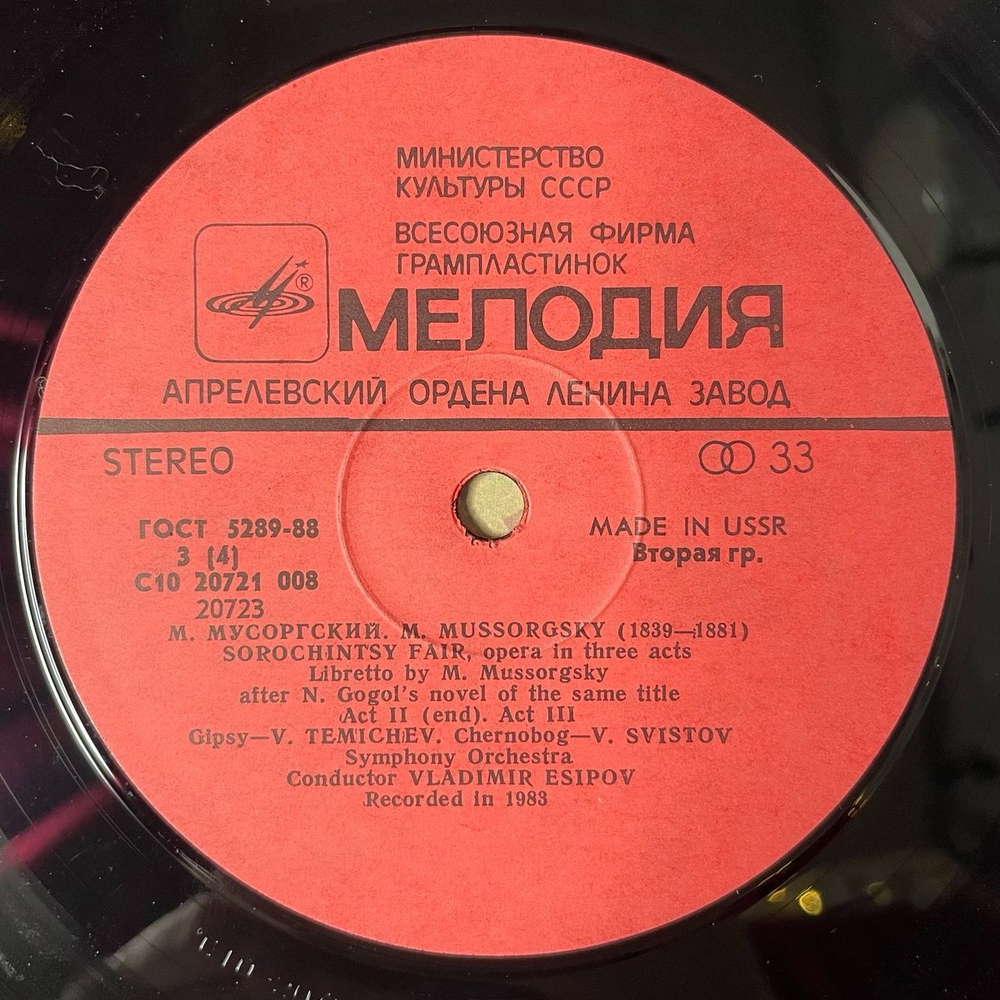 МИНИСТЕРСТВО
КУЛЬТУРЫ СССР
ВСЕСОЮЗНАЯ ФИРМА
ГРАМПЛАСТИНОК
®
МЕЛОДИЯ
АПРЕЛЕВСКИЙ ОРДЕНА ЛЕНИНА ЗАВОД
STEREO
33
ГОСТ 5289-88
MADE IN USSR
3 (4)
Вторая гр.
С10 20721 008
20723
М. МУСОРГСКИЙ. M. MUSSORGSKY (1839—1881)
SOROCHINTSY FAIR, opera in three acts
Libretto by M. Mussorgsky
after N. Gogol's novel of the same title
Act II (end). Act III
Gipsy—V. TEMICHEV. Chernobog—V. SVISTOV
Symphony Orchestra
Conductor VLADIMIR ESIPOV
Recorded in 1983